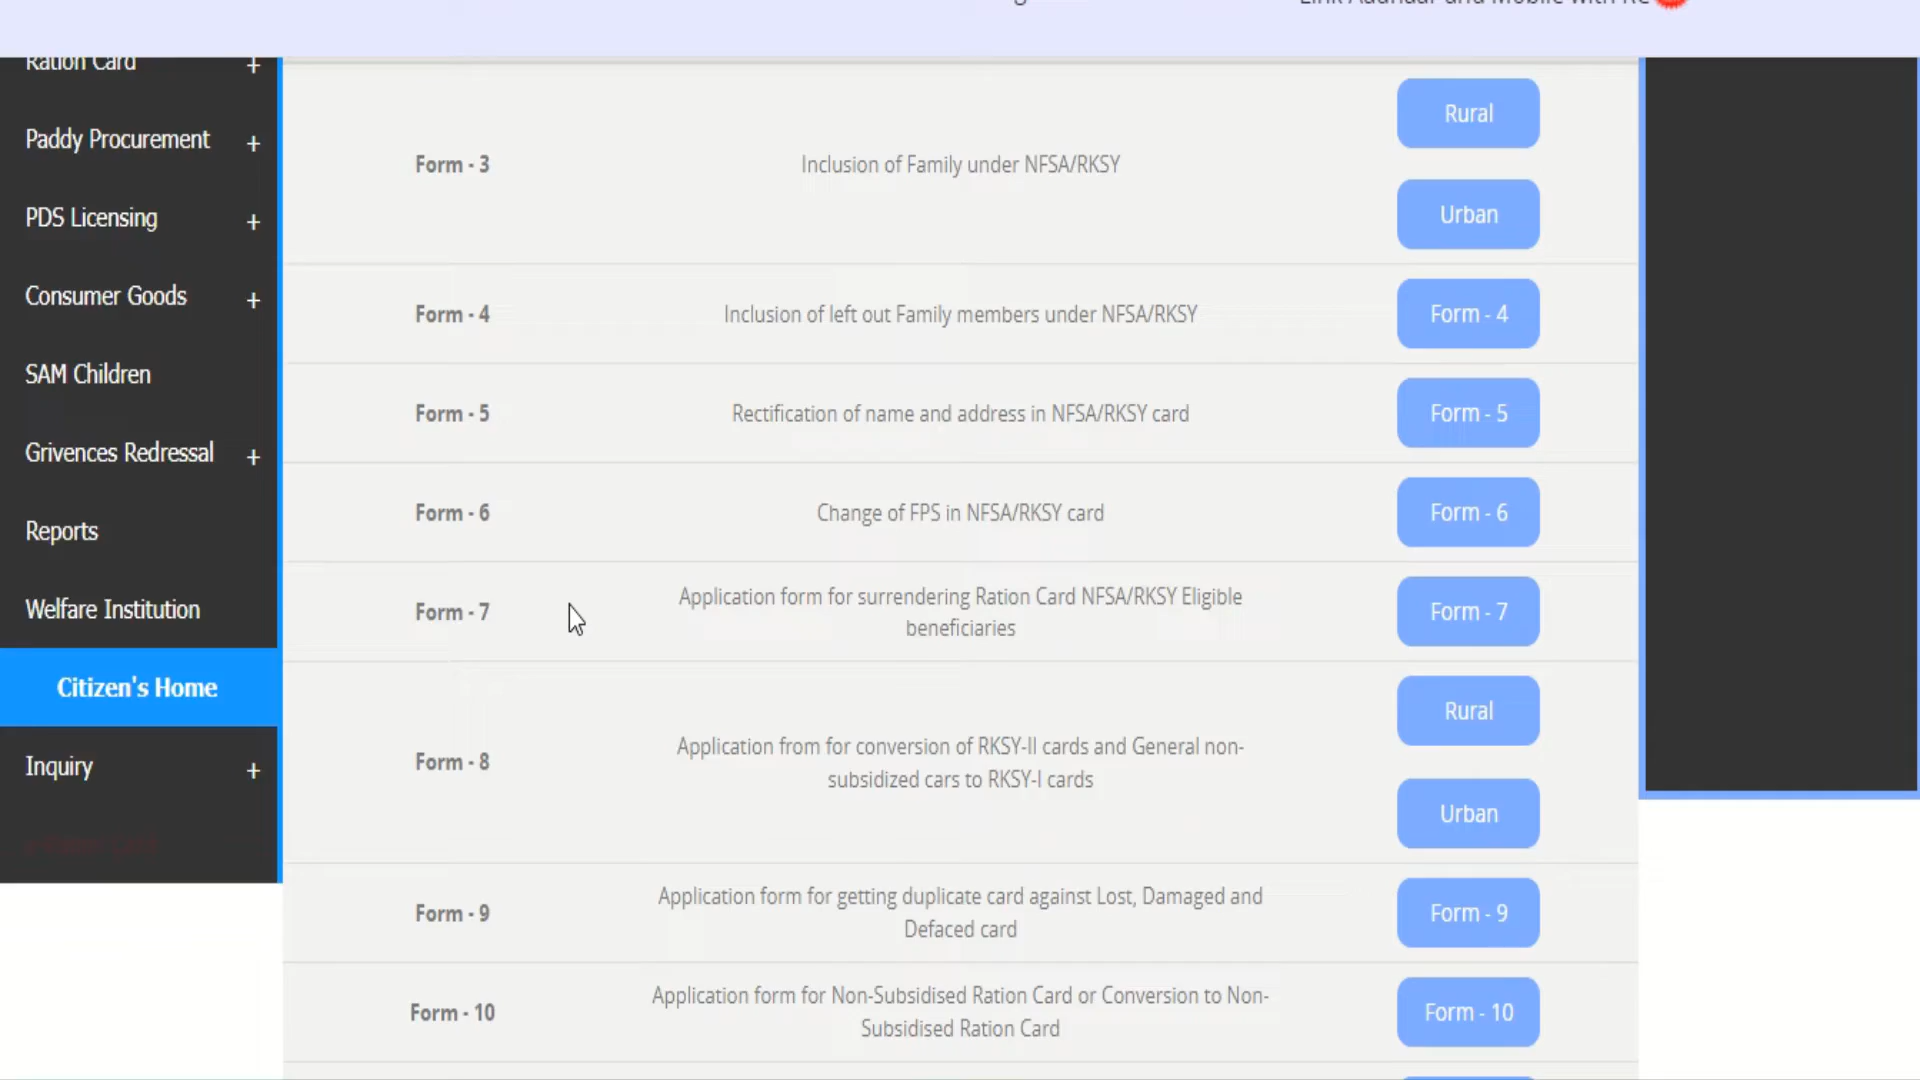 Link Aadhaar and Mobile with RC
Ration Card +
Paddy Procurement +
PDS Licensing +
Consumer Goods +
SAM Children
Grivences Redressal +
Reports
Welfare Institution
Citizen's Home
Inquiry +
Form - 3
Inclusion of Family under NFSA/RKSY
Rural
Urban
Form - 4
Inclusion of left out Family members under NFSA/RKSY
Form - 4
Form - 5
Rectification of name and address in NFSA/RKSY card
Form - 5
Form - 6
Change of FPS in NFSA/RKSY card
Form - 6
Form - 7
Application form for surrendering Ration Card NFSA/RKSY Eligible
beneficiaries
Form - 7
Form - 8
Application from for conversion of RKSY-II cards and General non-
subsidized cars to RKSY-I cards
Rural
Urban
Form - 9
Application form for getting duplicate card against Lost, Damaged and
Defaced card
Form - 9
Form - 10
Application form for Non-Subsidised Ration Card or Conversion to Non-
Subsidised Ration Card
Form - 10